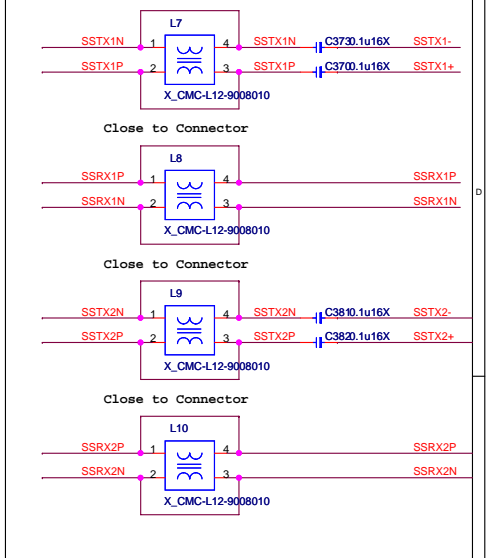 L7
SSTX1N 1 4 SSTX1N C373 0.1u16X SSTX1-
SSTX1P 2 3 SSTX1P C370 0.1u16X SSTX1+
X_CMC-L12-9008010
Close to Connector
L8
SSRX1P 1 4 SSRX1P
SSRX1N 2 3 SSRX1N
D
X_CMC-L12-9008010
Close to Connector
L9
SSTX2N 1 4 SSTX2N C381 0.1u16X SSTX2-
SSTX2P 2 3 SSTX2P C382 0.1u16X SSTX2+
X_CMC-L12-9008010
Close to Connector
L10
SSRX2P 1 4 SSRX2P
SSRX2N 2 3 SSRX2N
X_CMC-L12-9008010